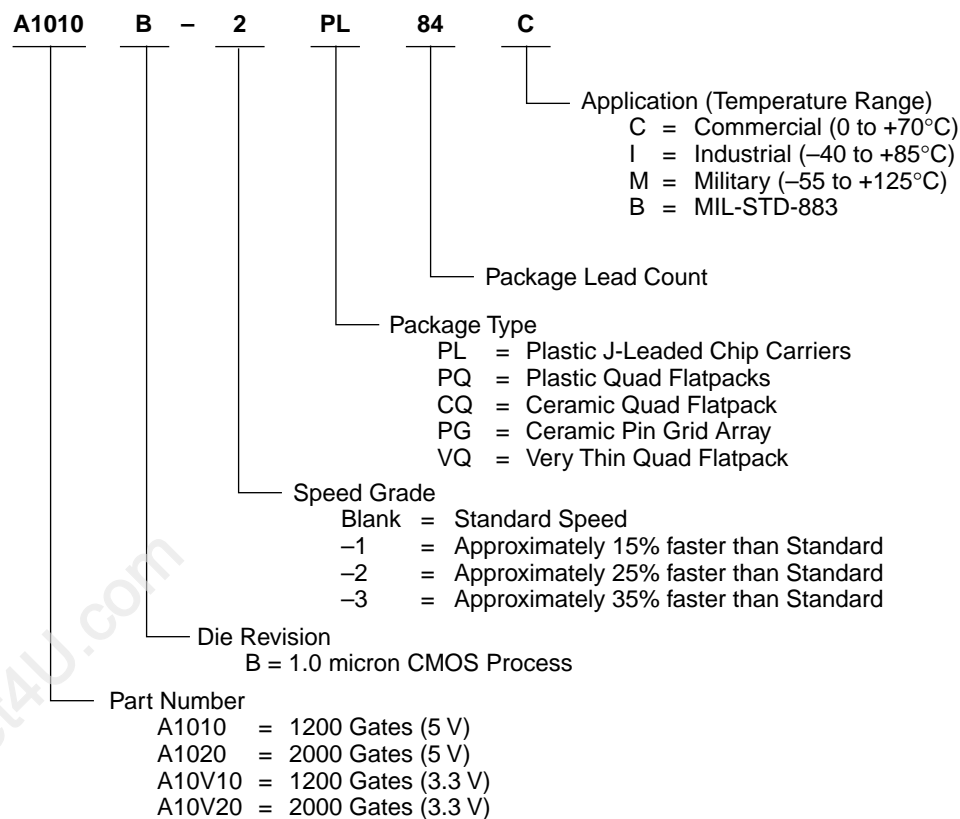 A1010 B – 2 PL 84 C
Application (Temperature Range)
C = Commercial (0 to +70°C)
I = Industrial (–40 to +85°C)
M = Military (–55 to +125°C)
B = MIL-STD-883
Package Lead Count
Package Type
PL = Plastic J-Leaded Chip Carriers
PQ = Plastic Quad Flatpacks
CQ = Ceramic Quad Flatpack
PG = Ceramic Pin Grid Array
VQ = Very Thin Quad Flatpack
Speed Grade
Blank = Standard Speed
–1 = Approximately 15% faster than Standard
–2 = Approximately 25% faster than Standard
–3 = Approximately 35% faster than Standard
Die Revision
B = 1.0 micron CMOS Process
Part Number
A1010 = 1200 Gates (5 V)
A1020 = 2000 Gates (5 V)
A10V10 = 1200 Gates (3.3 V)
A10V20 = 2000 Gates (3.3 V)
t4U.com